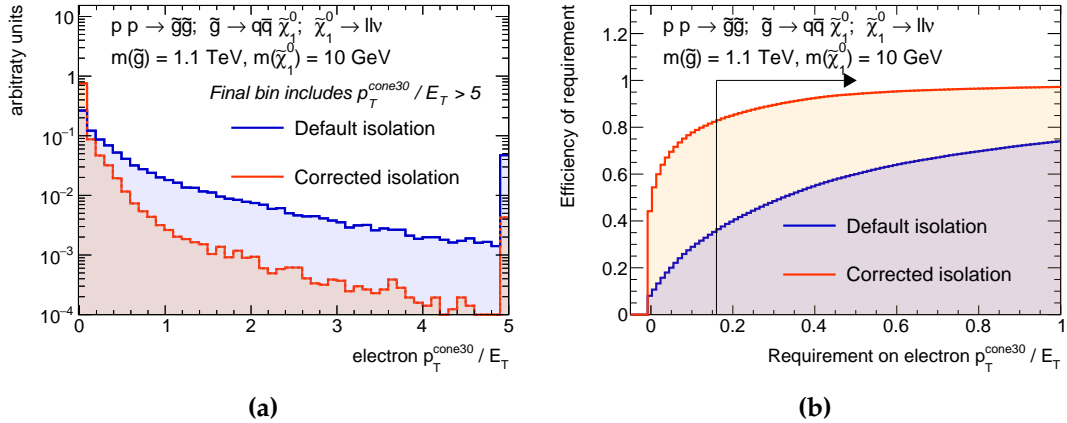 arbitraty units
10
1
10⁻¹
10⁻²
10⁻³
10⁻⁴
p p → g̃g̃; g̃ → qq̄ χ̃₁⁰; χ̃₁⁰ → llν
m(g̃) = 1.1 TeV, m(χ̃₁⁰) = 10 GeV
Final bin includes p_T^cone30 / E_T > 5
Default isolation
Corrected isolation
0 1 2 3 4 5
electron p_T^cone30 / E_T
(a)
Efficiency of requirement
1.4
1.2
1
0.8
0.6
0.4
0.2
0
p p → g̃g̃; g̃ → qq̄ χ̃₁⁰; χ̃₁⁰ → llν
m(g̃) = 1.1 TeV, m(χ̃₁⁰) = 10 GeV
Default isolation
Corrected isolation
0 0.2 0.4 0.6 0.8 1
Requirement on electron p_T^cone30 / E_T
(b)